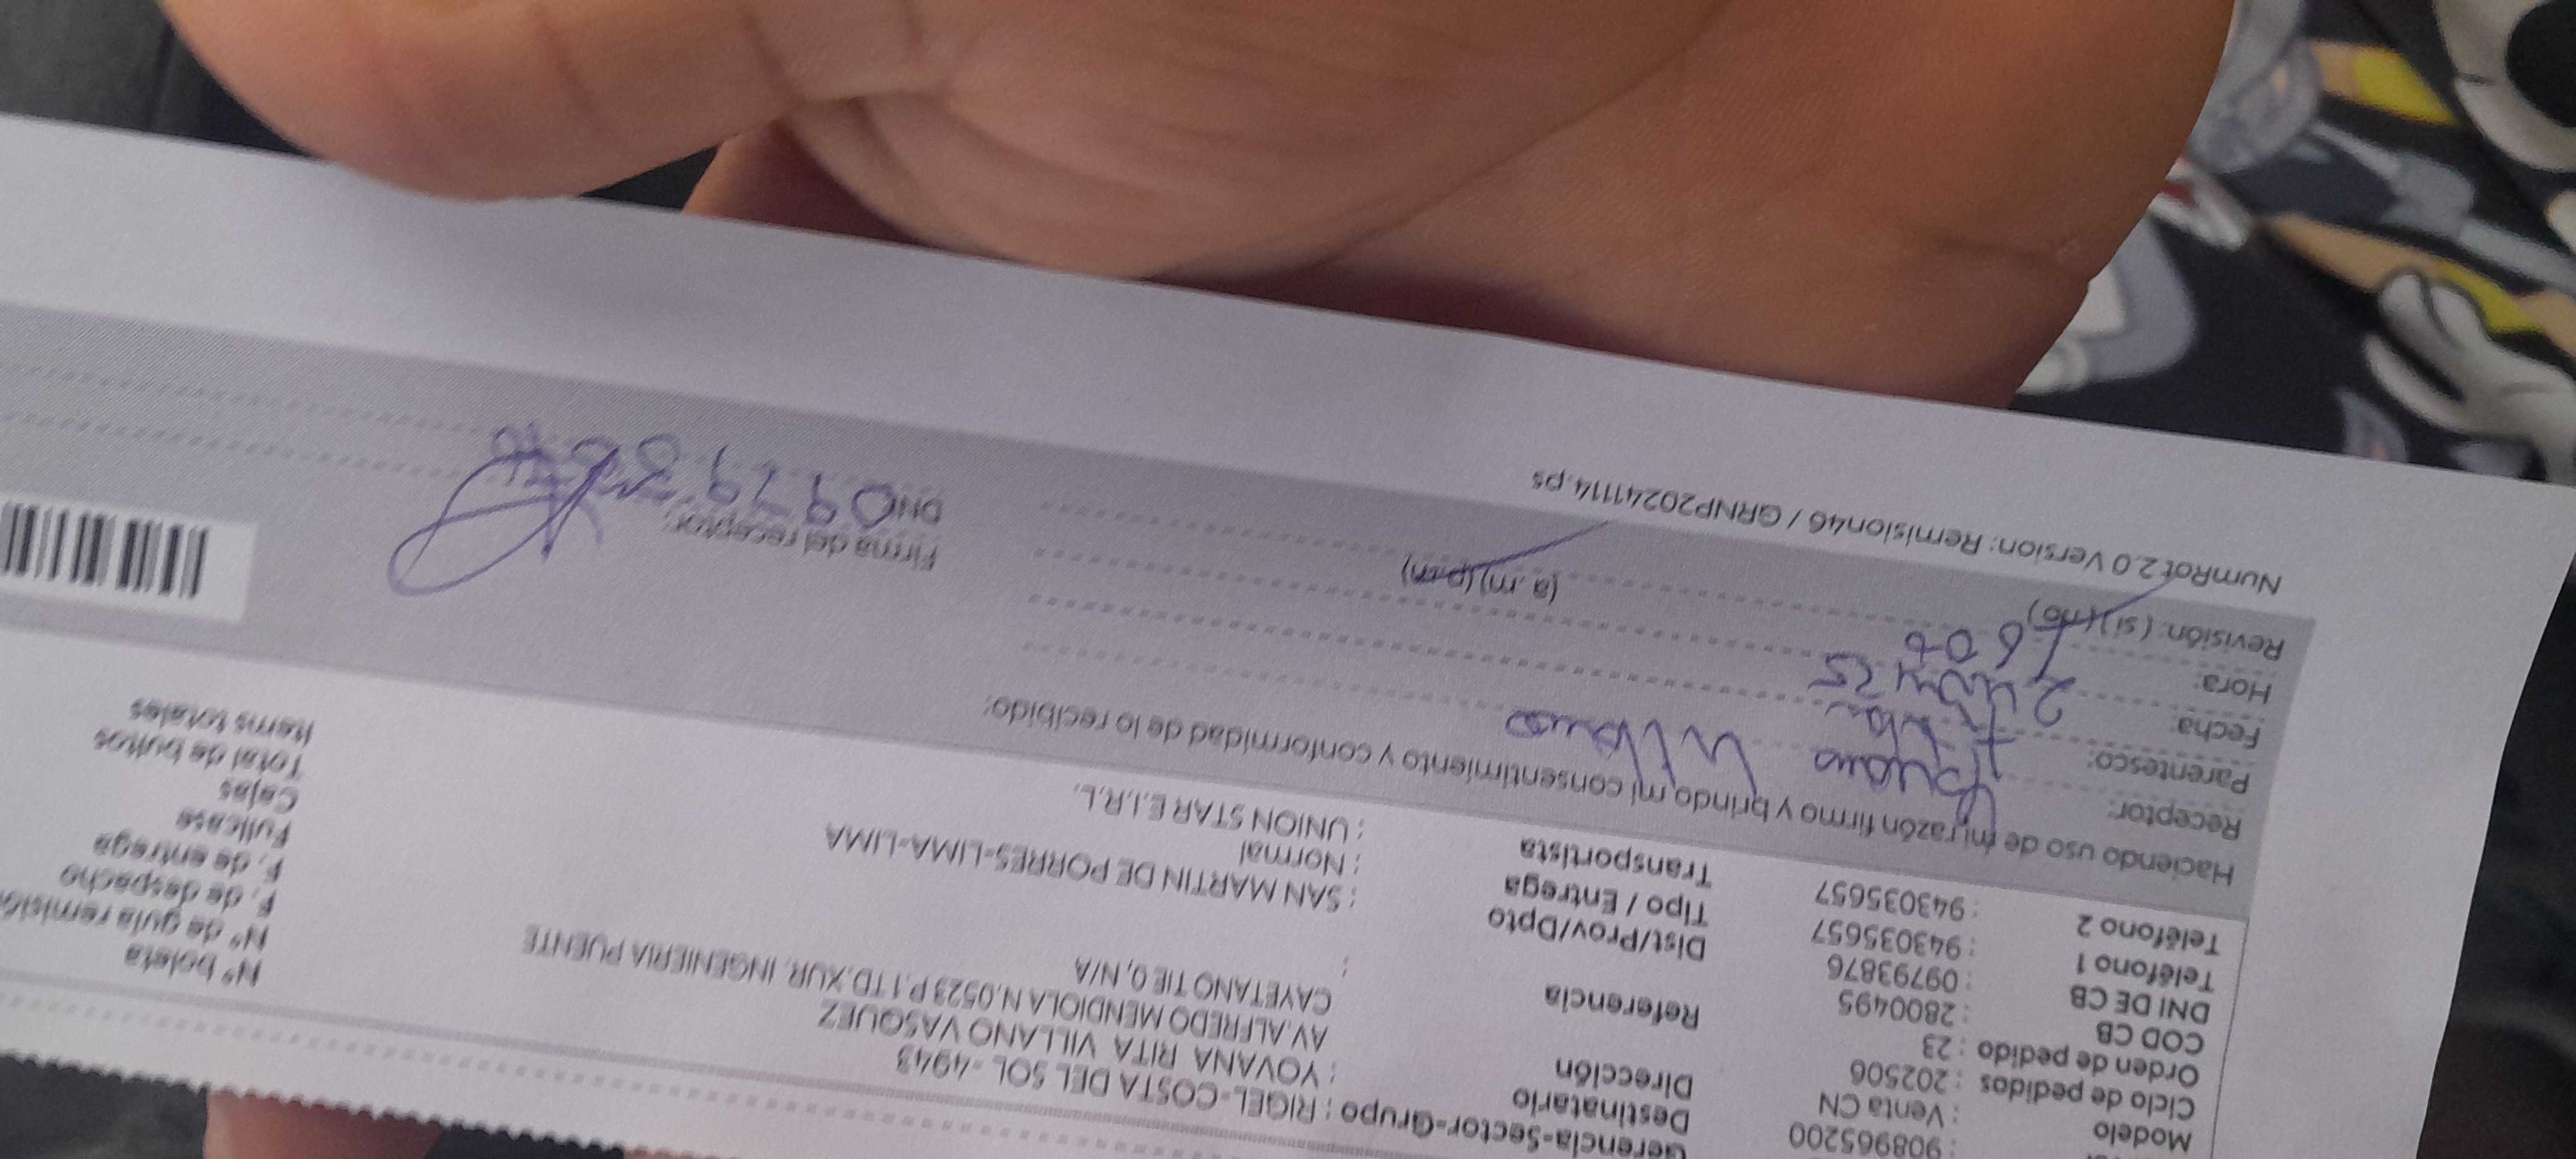 908965200
Gerencia-Sector-Grupo : RIGEL-COSTA DEL SOL -4943
Modelo : Venta CN
Destinatario : YOVANA RITA VILLANO VASQUEZ
Ciclo de pedidos : 202506
Dirección AV.ALFREDO MENDIOLA N.0523 P.1TD.XUR. INGENIERIA PUENTE
CAYETANO TIE 0, N/A
Orden de pedido : 23
COD CB : 2800495
Referencia :
DNI DE CB : 09793876
Dist/Prov/Dpto : SAN MARTIN DE PORRES-LIMA-LIMA
Teléfono 1 : 943035657
Tipo / Entrega : Normal
Teléfono 2 : 943035657
Transportista : UNION STAR E.I.R.L.
Nº boleta
Nº de guía
F. de despacho
F. de entrega
Fullcase
Cajas
Total de bultos
Items totales
Haciendo uso de mi razón firmo y brindo mi consentimiento y conformidad de lo recibido:
Receptor:
Parentesco:
Fecha:
Hora: (a.m) (p.m)
Revisión: ( si ) ( no )
Firma del receptor:
DNI
NumRot 2.0 Version: Remision46 / GRNP20241114.ps